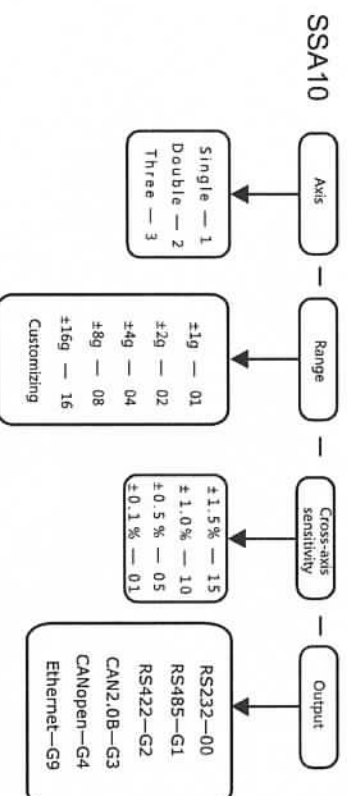 SSA10
Axis
—
Range
—
Cross-axis
sensitivity
—
Output
Single — 1
Double — 2
Three — 3
±1g — 01
±2g — 02
±4g — 04
±8g — 08
±16g — 16
Customizing
±1.5% — 15
±1.0% — 10
±0.5 % — 05
±0.1 % — 01
RS232—00
RS485—G1
RS422—G2
CAN2.0B—G3
CANopen—G4
Ethernet—G9